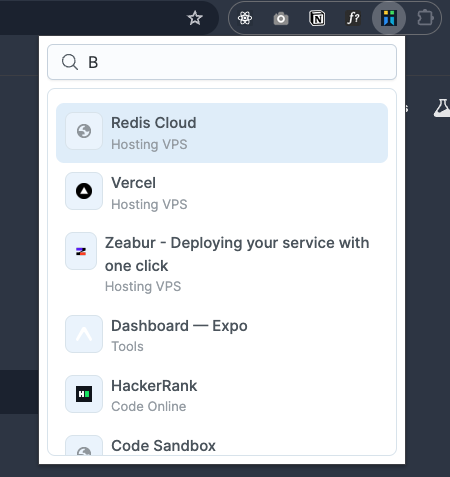 f?
B
Redis Cloud
Hosting VPS
Vercel
Hosting VPS
Zeabur - Deploying your service with
one click
Hosting VPS
Dashboard — Expo
Tools
HackerRank
Code Online
Code Sandbox